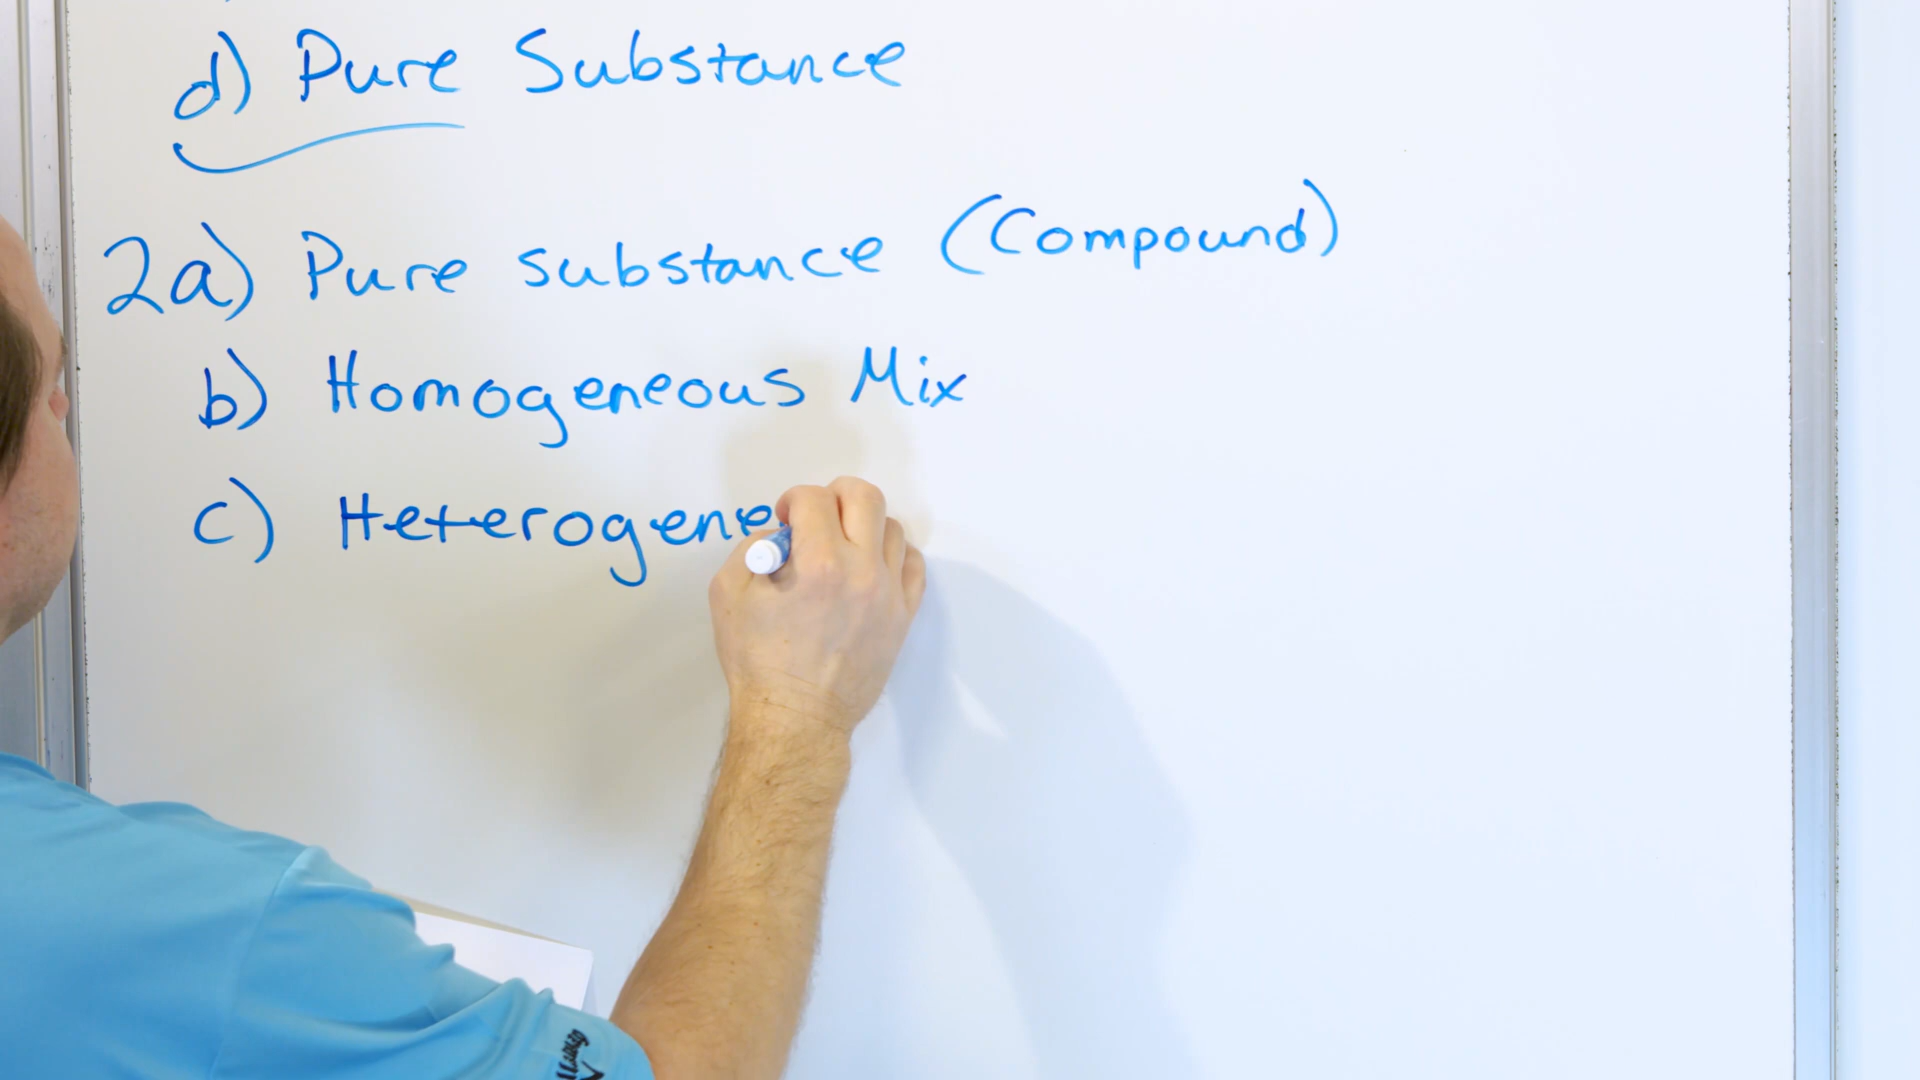 d) Pure Substance
2a) Pure substance (Compound)
b) Homogeneous Mix
c) Heterogene